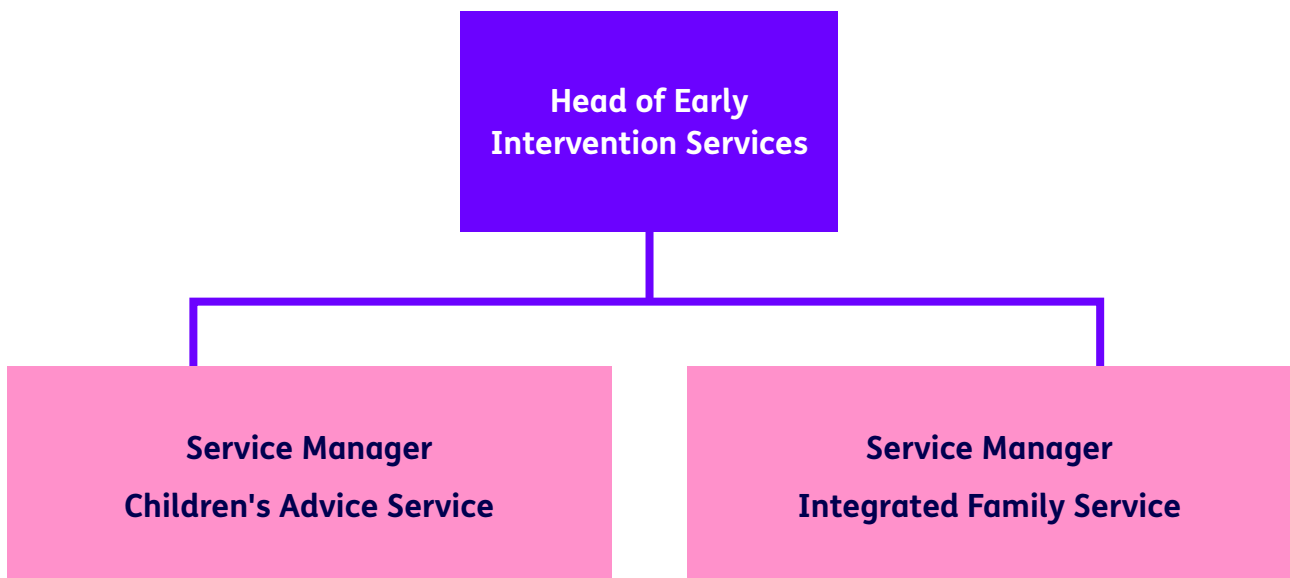 Head of Early
Intervention Services
Service Manager
Children's Advice Service
Service Manager
Integrated Family Service